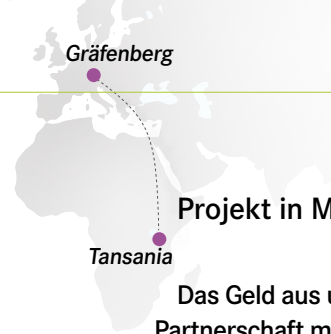 Gräfenberg
Projekt in M
Tansania
Das Geld aus u
Partnerschaft m